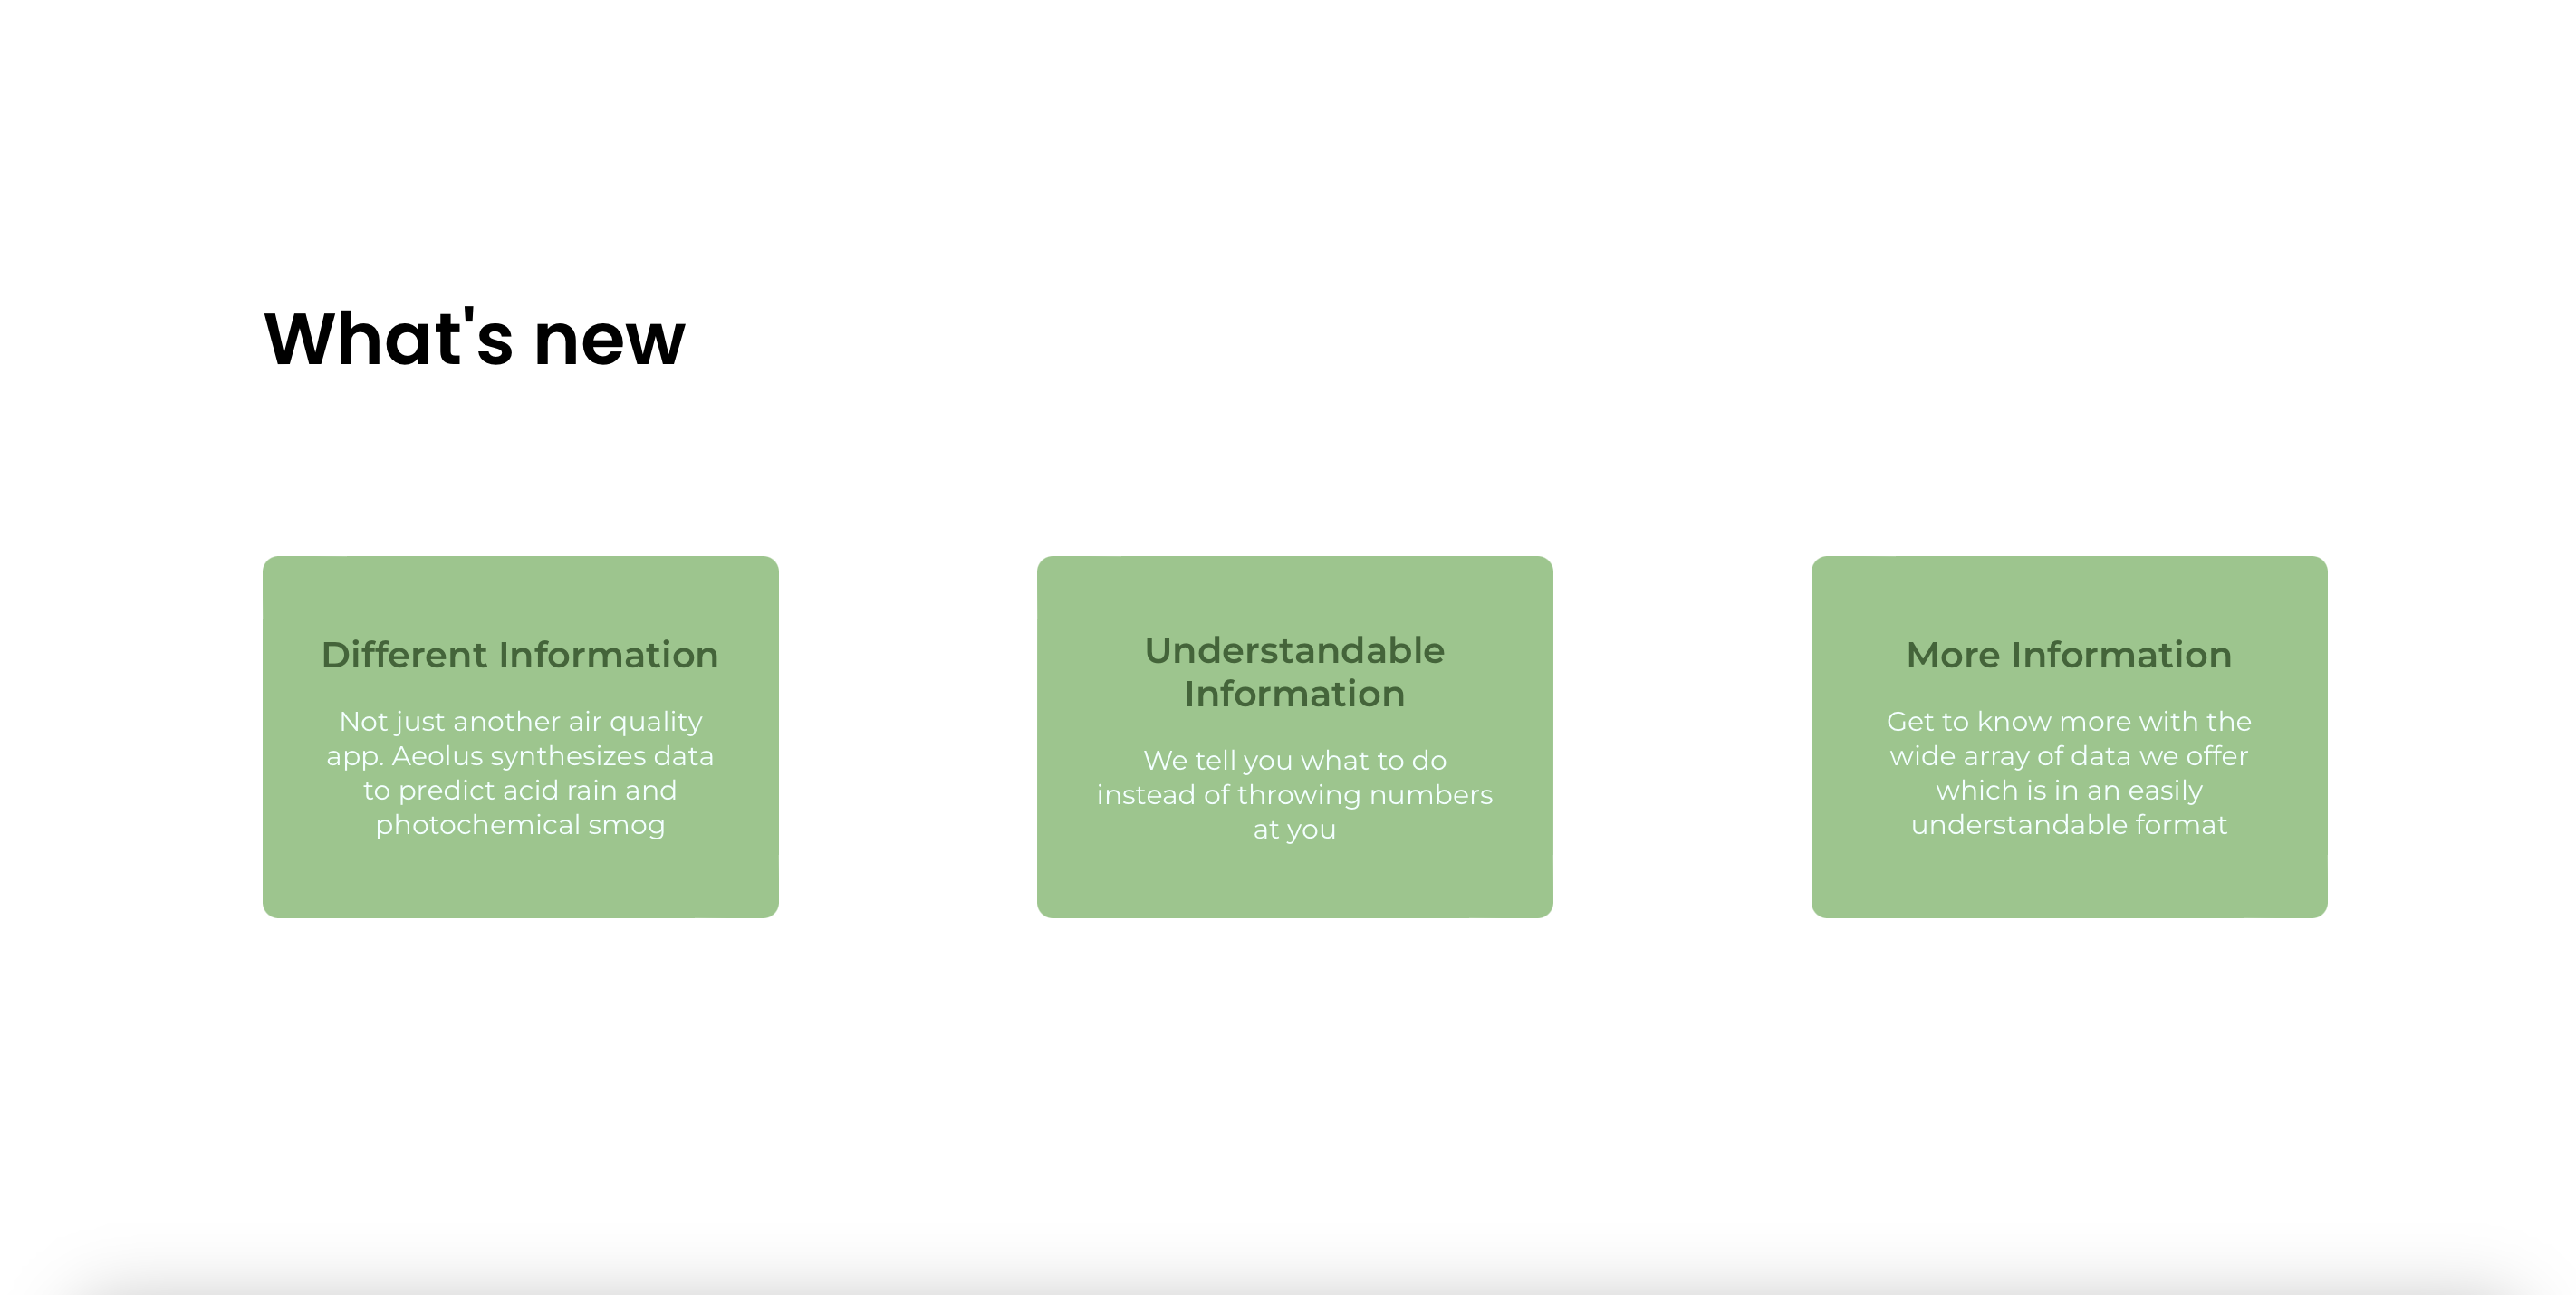 What's new
Different Information
Not just another air quality
app. Aeolus synthesizes data
to predict acid rain and
photochemical smog
Understandable
Information
We tell you what to do
instead of throwing numbers
at you
More Information
Get to know more with the
wide array of data we offer
which is in an easily
understandable format